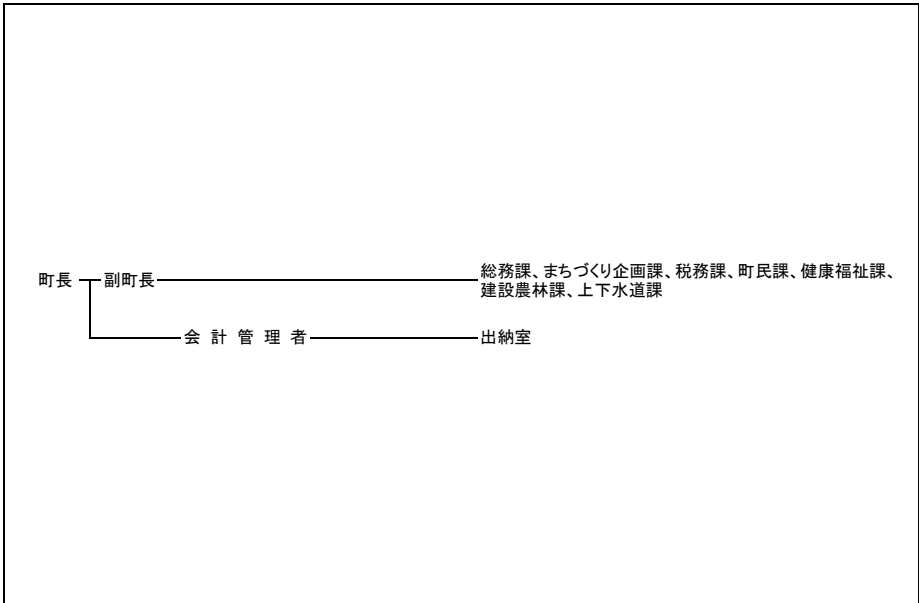 町長
副町長
総務課、まちづくり企画課、税務課、町民課、健康福祉課、
建設農林課、上下水道課
会計管理者
出納室